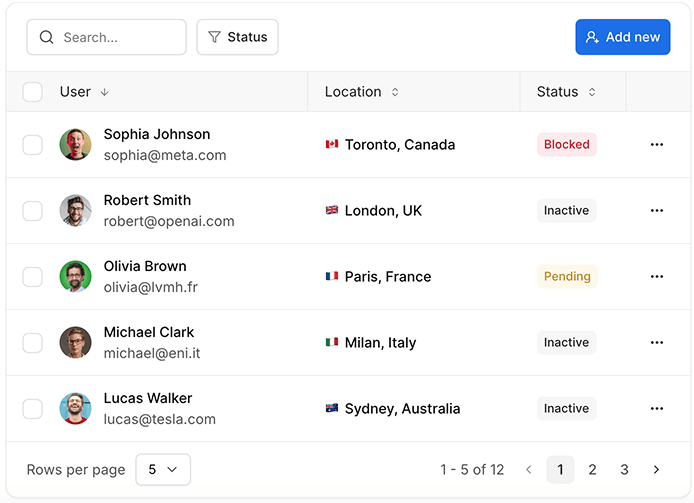 Search...
Status
Add new
User
Location
Status
Sophia Johnson
sophia@meta.com
Toronto, Canada
Blocked
Robert Smith
robert@openai.com
London, UK
Inactive
Olivia Brown
olivia@lvmh.fr
Paris, France
Pending
Michael Clark
michael@eni.it
Milan, Italy
Inactive
Lucas Walker
lucas@tesla.com
Sydney, Australia
Inactive
Rows per page
5
1 - 5 of 12
1
2
3